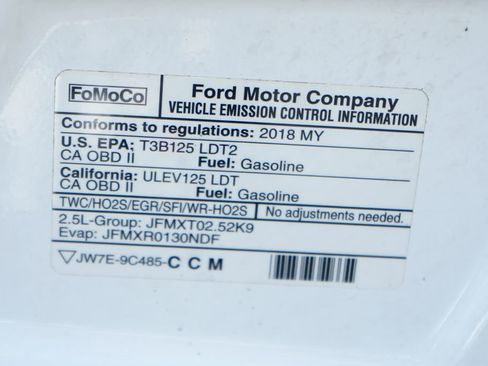 FoMoCo
Ford Motor Company
VEHICLE EMISSION CONTROL INFORMATION
Conforms to regulations: 2018 MY
U.S. EPA; T3B125 LDT2
CA OBD II Fuel: Gasoline
California: ULEV125 LDT
CA OBD II Fuel: Gasoline
TWC/HO2S/EGR/SFI/WR-HO2S No adjustments needed.
2.5L-Group: JFMXT02.52K9
Evap: JFMXR0130NDF
JW7E-9C485-C C M